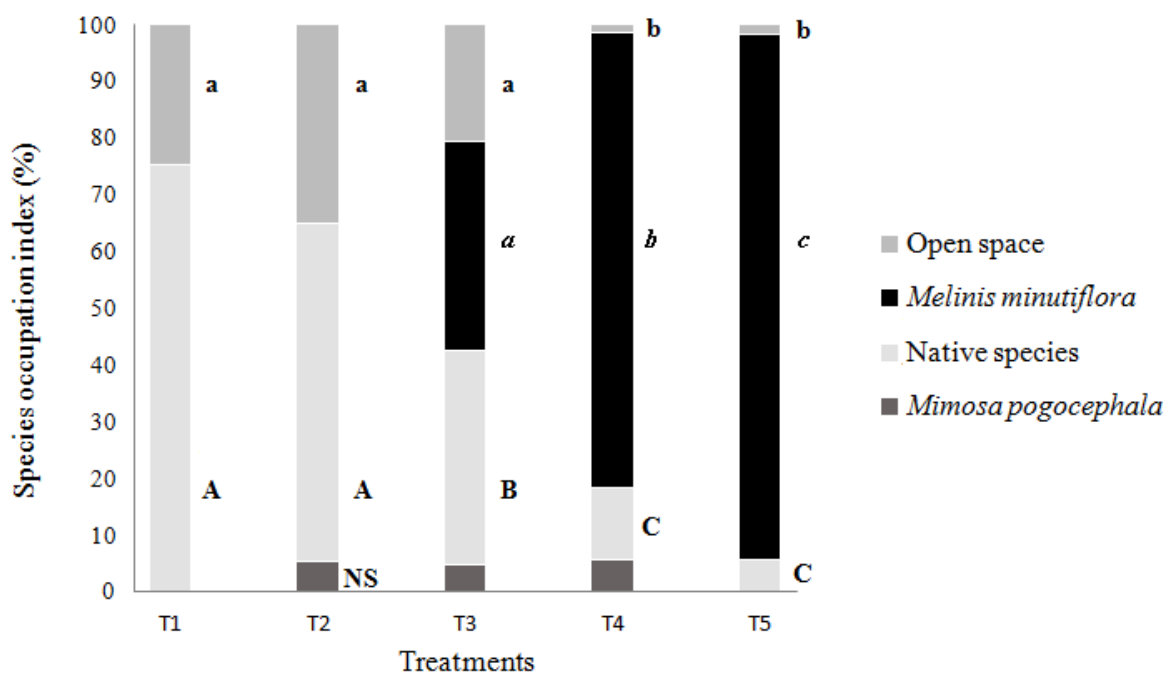 Species occupation index (%)
100
90
80
70
60
50
40
30
20
10
0
a
a
a
b
b
a
b
c
A
A
B
C
C
NS
T1
T2
T3
T4
T5
Treatments
Open space
Melinis minutiflora
Native species
Mimosa pogocephala